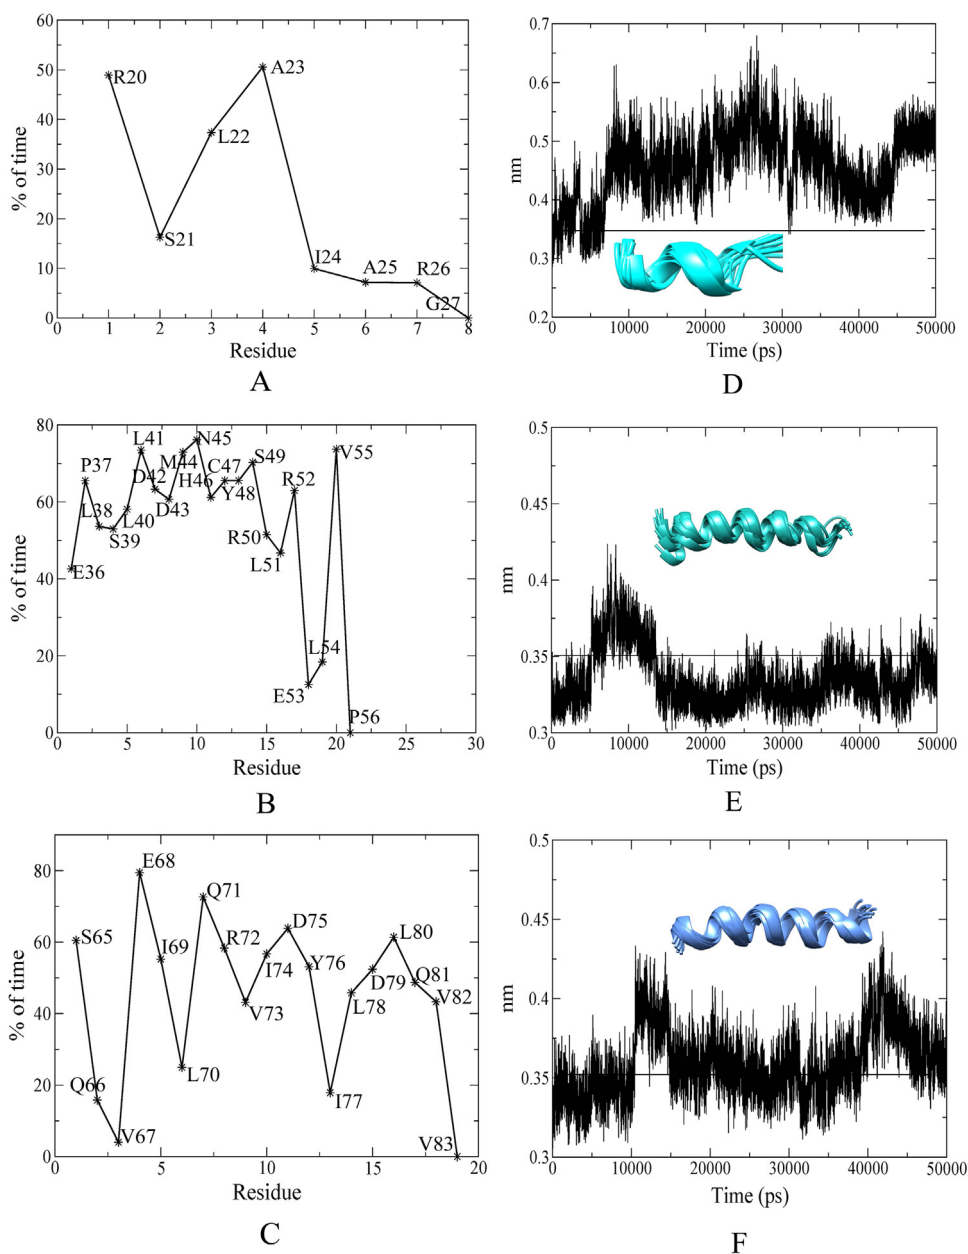 60
50
40
30
20
10
0
% of time
R20
S21
L22
A23
I24
A25
R26
G27
0 1 2 3 4 5 6 7 8
Residue
A
0.7
0.6
0.5
0.4
0.3
0.2
nm
0 10000 20000 30000 40000 50000
Time (ps)
D
80
60
40
20
0
% of time
E36
P37
L38
S39
L40
L41
D42
D43
M44
N45
H46
C47
Y48
S49
R50
L51
R52
E53
L54
V55
P56
0 5 10 15 20 25 30
Residue
B
0.5
0.45
0.4
0.35
0.3
nm
0 10000 20000 30000 40000 50000
Time (ps)
E
80
60
40
20
0
% of time
S65
Q66
V67
E68
I69
L70
Q71
R72
V73
I74
D75
Y76
I77
L78
D79
L80
Q81
V82
V83
0 5 10 15 20
Residue
C
0.5
0.45
0.4
0.35
0.3
nm
0 10000 20000 30000 40000 50000
Time (ps)
F